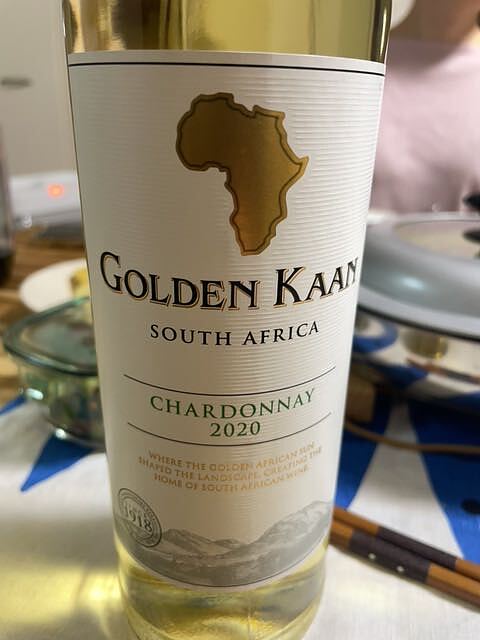 GOLDEN KAAN
SOUTH AFRICA
CHARDONNAY
2020
WHERE THE GOLDEN AFRICAN SUN
SHAPED THE LANDSCAPE, CREATING THE
HOME OF SOUTH AFRICAN WINE.
1918